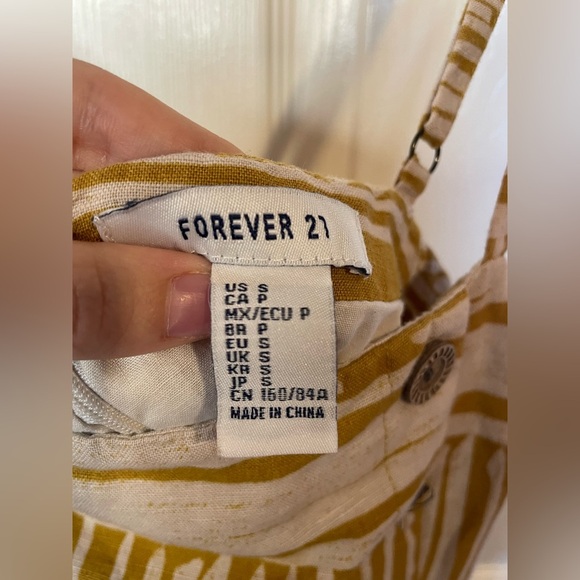 FOREVER 21
US S
CA P
MX/ECU P
BR P
EU S
UK S
KR S
JP S
CN 160/84A
MADE IN CHINA